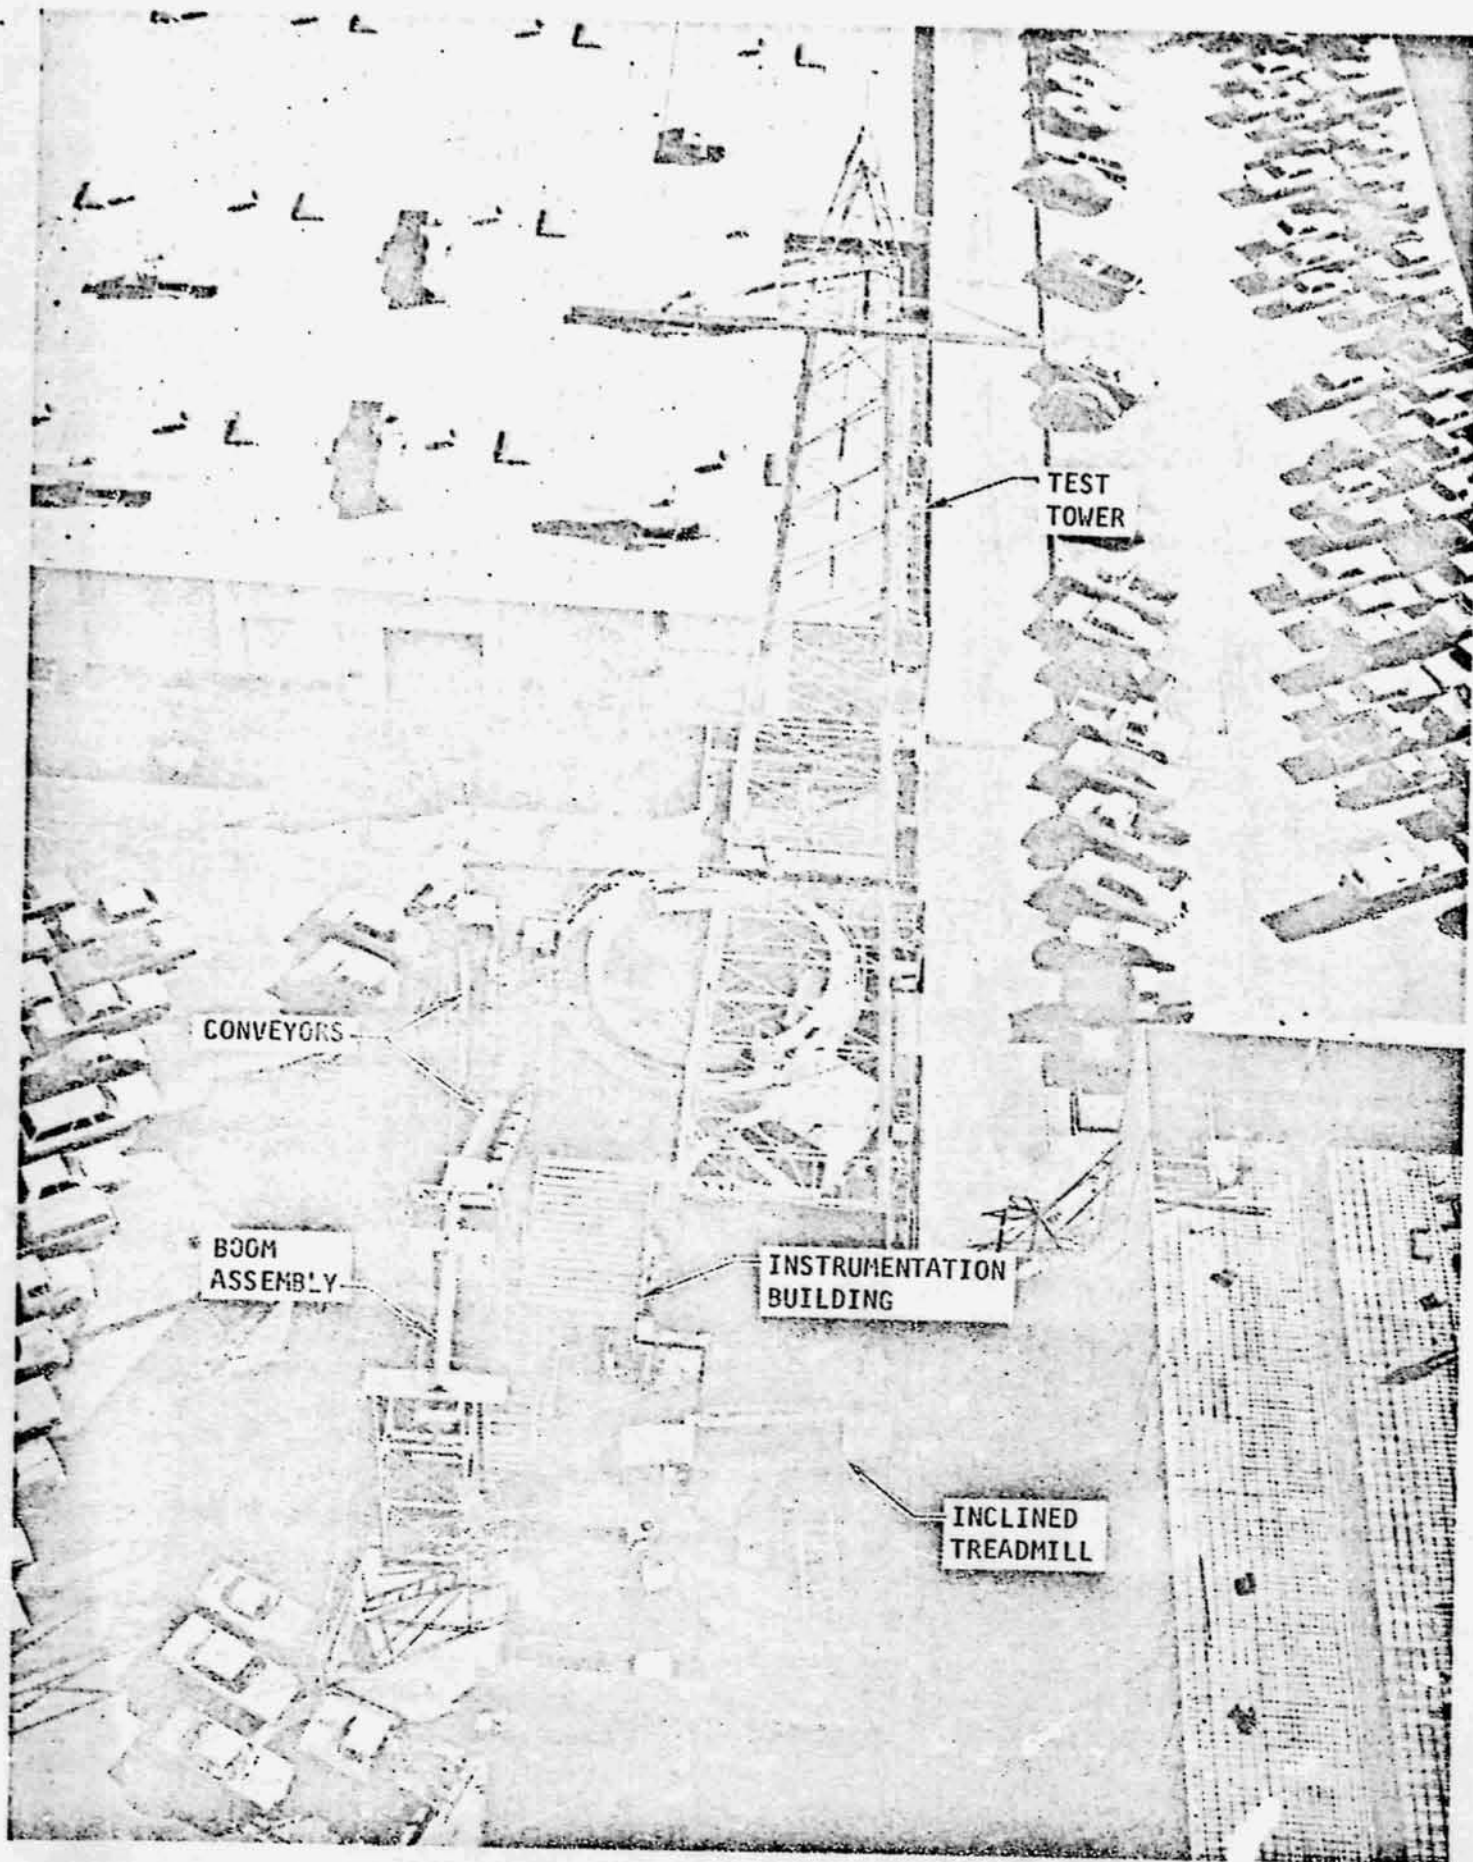 TEST
TOWER
CONVEYORS
BOOM
ASSEMBLY
INSTRUMENTATION
BUILDING
INCLINED
TREADMILL